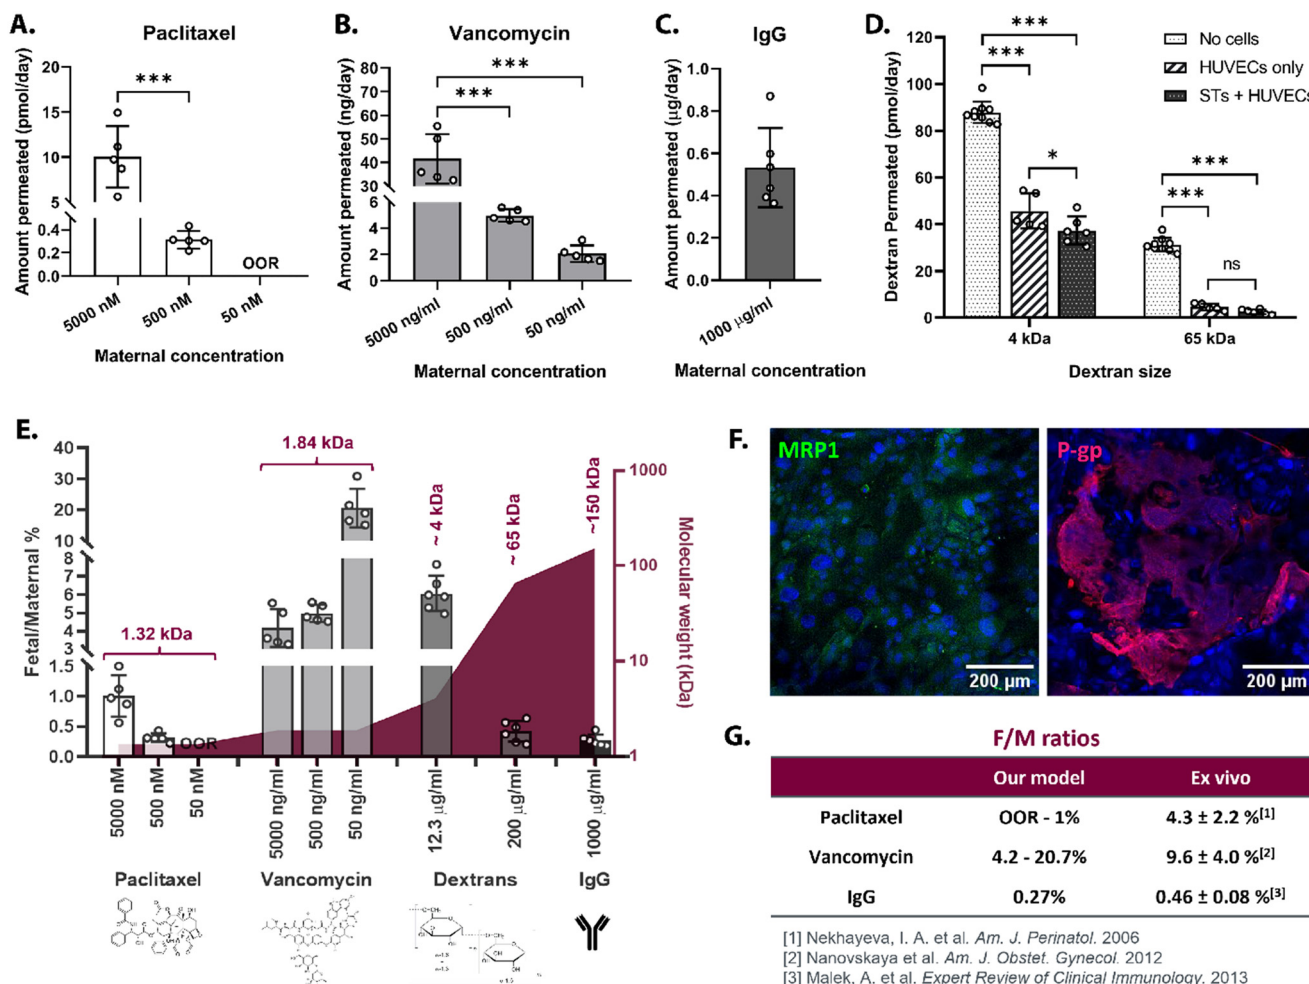 A.
Paclitaxel
Amount permeated (pmol/day)
15
10
5
0.4
0.2
0.0
***
OOR
5000 nM
500 nM
50 nM
Maternal concentration
B.
Vancomycin
Amount permeated (ng/day)
80
70
60
50
40
30
6
4
2
0
***
***
5000 ng/ml
500 ng/ml
50 ng/ml
Maternal concentration
C.
IgG
Amount permeated (µg/day)
1.0
0.8
0.6
0.4
0.2
0.0
1000 µg/ml
Maternal concentration
D.
Dextran Permeated (pmol/day)
120
100
80
60
40
20
0
***
***
*
***
***
ns
No cells
HUVECs only
STs + HUVECs
4 kDa
65 kDa
Dextran size
E.
Fetal/Maternal %
40
30
20
10
8
7
6
5
4
3
1.5
1.0
0.5
0.0
1.32 kDa
1.84 kDa
~ 4 kDa
~ 65 kDa
~150 kDa
OOR
1000
100
10
1
Molecular weight (kDa)
5000 nM
500 nM
50 nM
5000 ng/ml
500 ng/ml
50 ng/ml
12.3 µg/ml
200 µg/ml
1000 µg/ml
Paclitaxel
Vancomycin
Dextrans
IgG
F.
MRP1
200 µm
P-gp
200 µm
G.
F/M ratios
Our model Ex vivo
Paclitaxel OOR - 1% 4.3 ± 2.2 %[1]
Vancomycin 4.2 - 20.7% 9.6 ± 4.0 %[2]
IgG 0.27% 0.46 ± 0.08 %[3]
[1] Nekhayeva, I. A. et al. Am. J. Perinatol. 2006
[2] Nanovskaya et al. Am. J. Obstet. Gynecol. 2012
[3] Malek, A. et al. Expert Review of Clinical Immunology. 2013